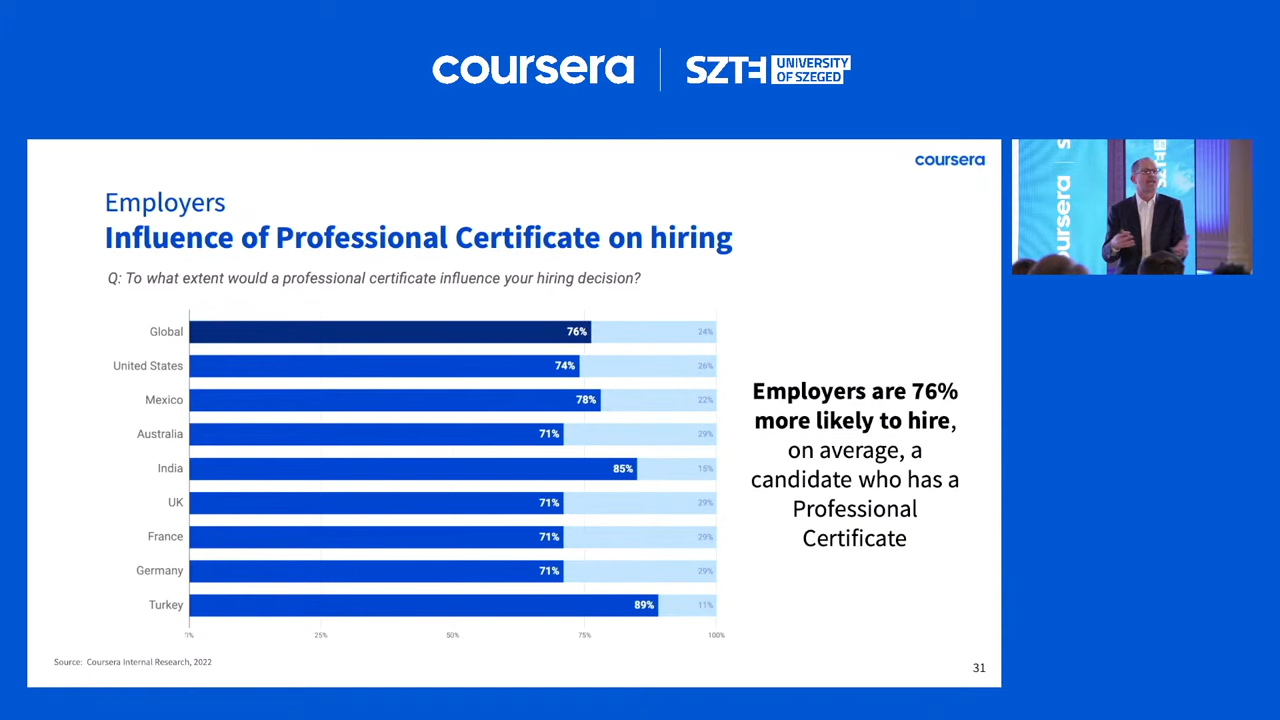 coursera
SZTE UNIVERSITY
OF SZEGED
coursera
Employers
Influence of Professional Certificate on hiring
Q: To what extent would a professional certificate influence your hiring decision?
Global 76% 24%
United States 74% 26%
Mexico 78% 22%
Australia 71% 29%
India 85% 15%
UK 71% 29%
France 71% 29%
Germany 71% 29%
Turkey 89% 11%
0% 25% 50% 75% 100%
Employers are 76%
more likely to hire,
on average, a
candidate who has a
Professional
Certificate
Source: Coursera Internal Research, 2022
31
oursera
SZTE